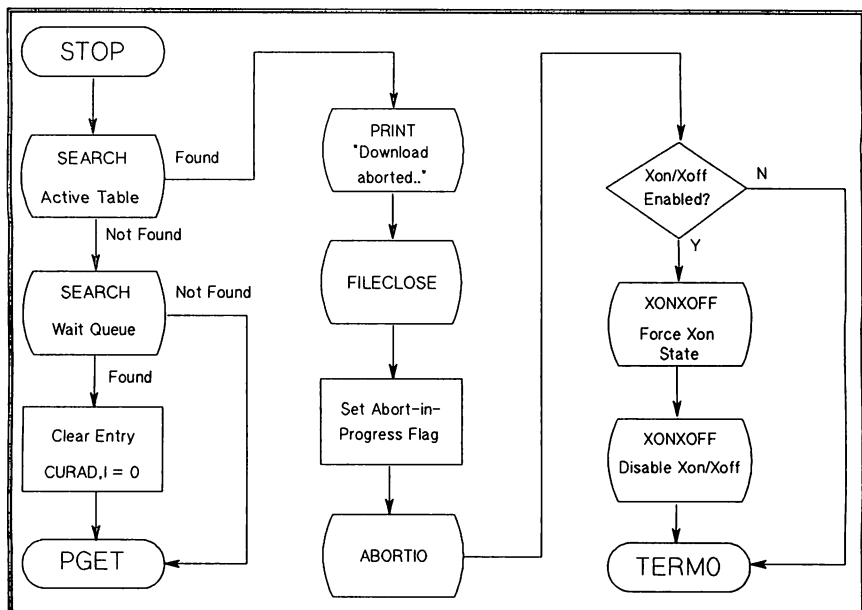 STOP
SEARCH
Active Table
Found
Not Found
SEARCH
Wait Queue
Not Found
Found
Clear Entry
CURAD,I = 0
PGET
PRINT
"Download
aborted.."
FILECLOSE
Set Abort-in-
Progress Flag
ABORTIO
Xon/Xoff
Enabled?
N
Y
XONXOFF
Force Xon
State
XONXOFF
Disable Xon/Xoff
TERM0